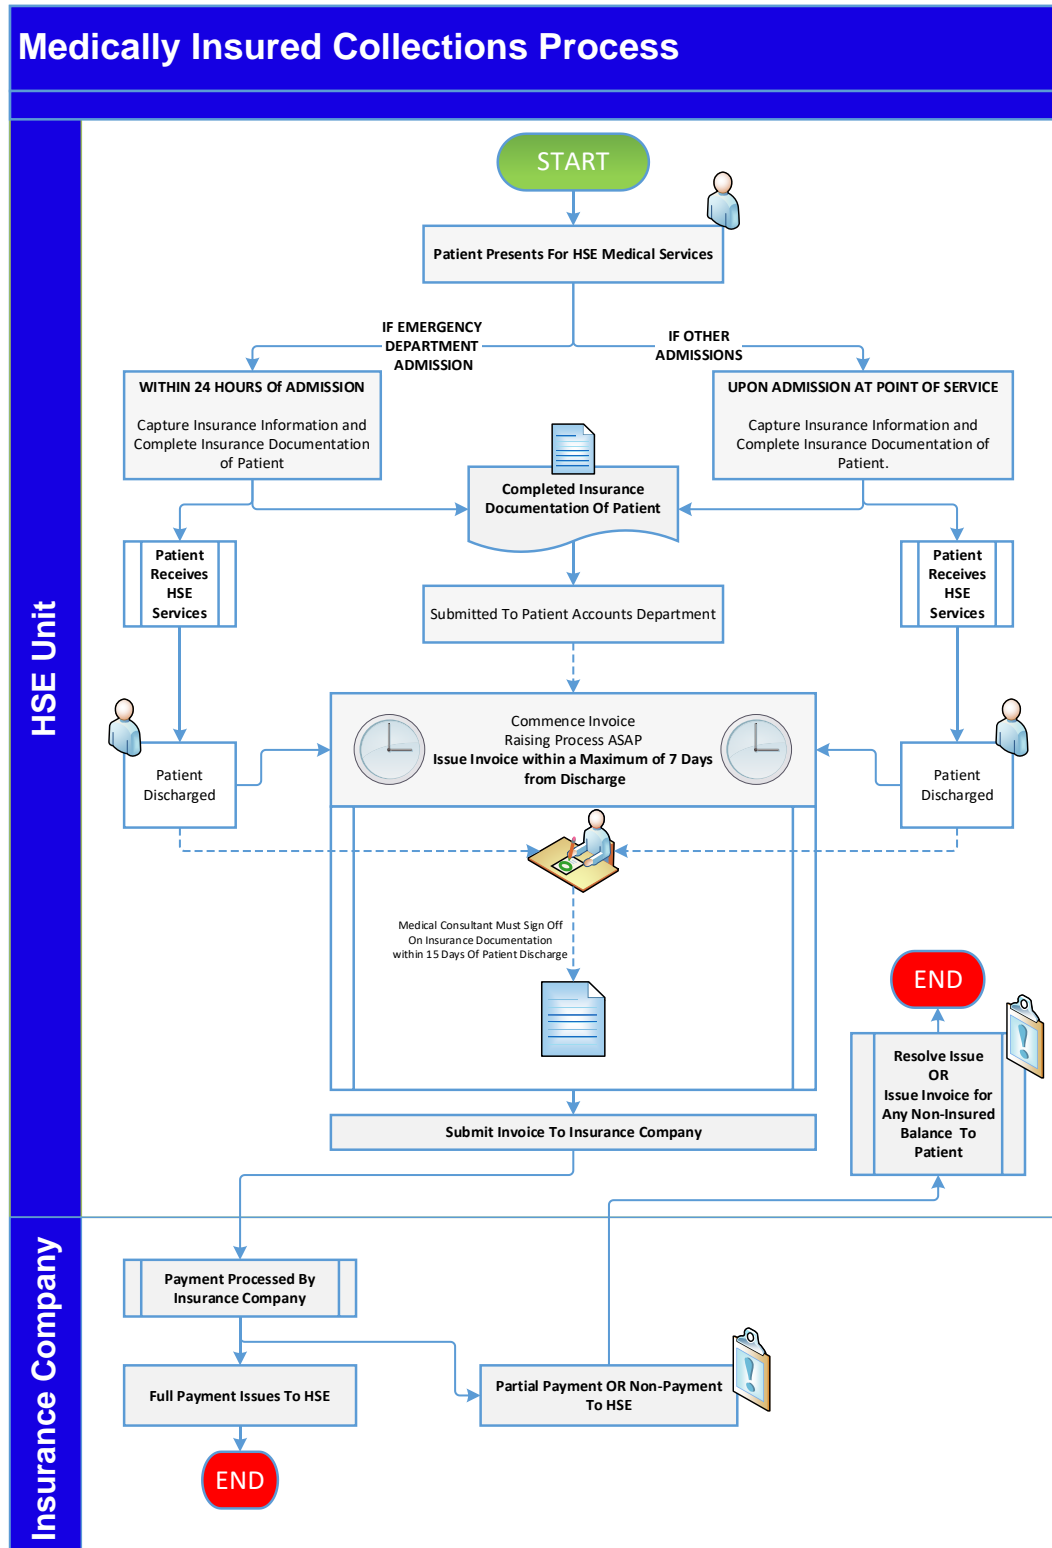 Medically Insured Collections Process
HSE Unit
START
Patient Presents For HSE Medical Services
IF EMERGENCY
DEPARTMENT
ADMISSION
IF OTHER
ADMISSIONS
WITHIN 24 HOURS Of ADMISSION
Capture Insurance Information and
Complete Insurance Documentation
of Patient
UPON ADMISSION AT POINT OF SERVICE
Capture Insurance Information and
Complete Insurance Documentation of
Patient.
Completed Insurance
Documentation Of Patient
Patient
Receives
HSE
Services
Patient
Receives
HSE
Services
Submitted To Patient Accounts Department
Commence Invoice
Raising Process ASAP
Issue Invoice within a Maximum of 7 Days
from Discharge
Patient
Discharged
Patient
Discharged
Medical Consultant Must Sign Off
On Insurance Documentation
within 15 Days Of Patient Discharge
END
Resolve Issue
OR
Issue Invoice for
Any Non-Insured
Balance To
Patient
Submit Invoice To Insurance Company
Insurance Company
Payment Processed By
Insurance Company
Full Payment Issues To HSE
Partial Payment OR Non-Payment
To HSE
END